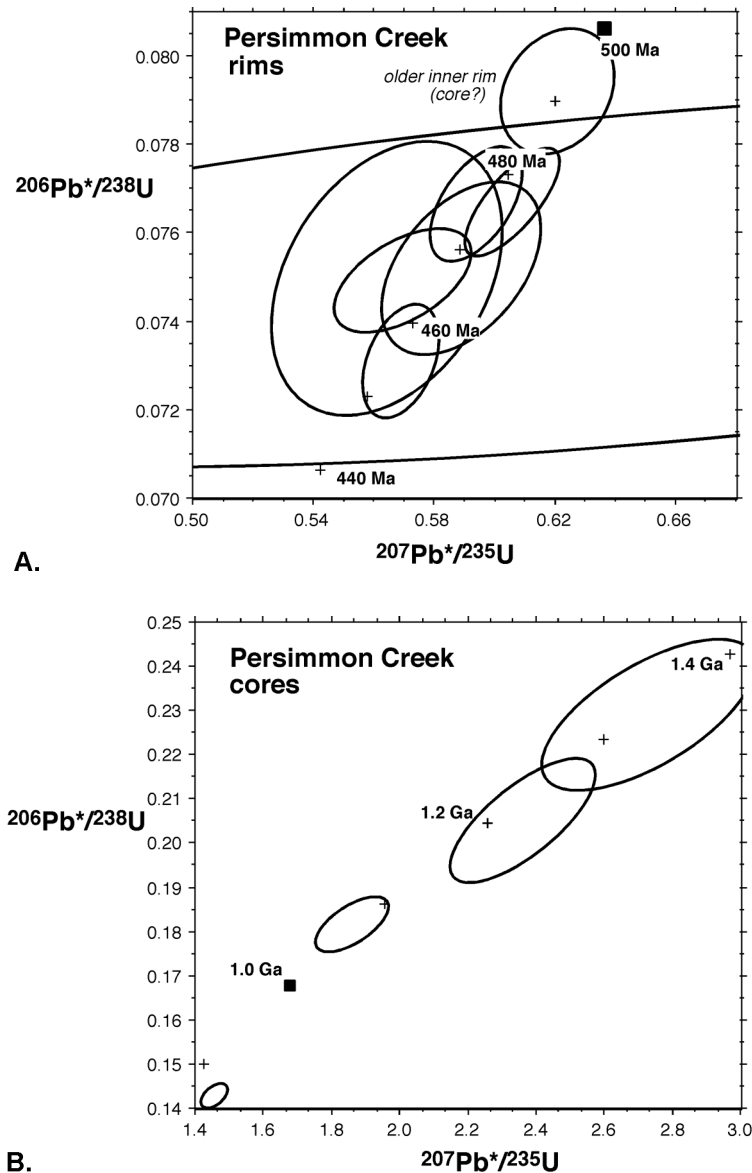 Persimmon Creek
rims
0.080
500 Ma
older inner rim
(core?)
0.078
480 Ma
206Pb*/238U
0.076
0.074
460 Ma
0.072
440 Ma
0.070
0.50 0.54 0.58 0.62 0.66
207Pb*/235U
A.
0.25
Persimmon Creek
cores
0.24
1.4 Ga
0.23
0.22
0.21
206Pb*/238U
1.2 Ga
0.20
0.19
0.18
0.17
1.0 Ga
0.16
0.15
0.14
1.4 1.6 1.8 2.0 2.2 2.4 2.6 2.8 3.0
207Pb*/235U
B.